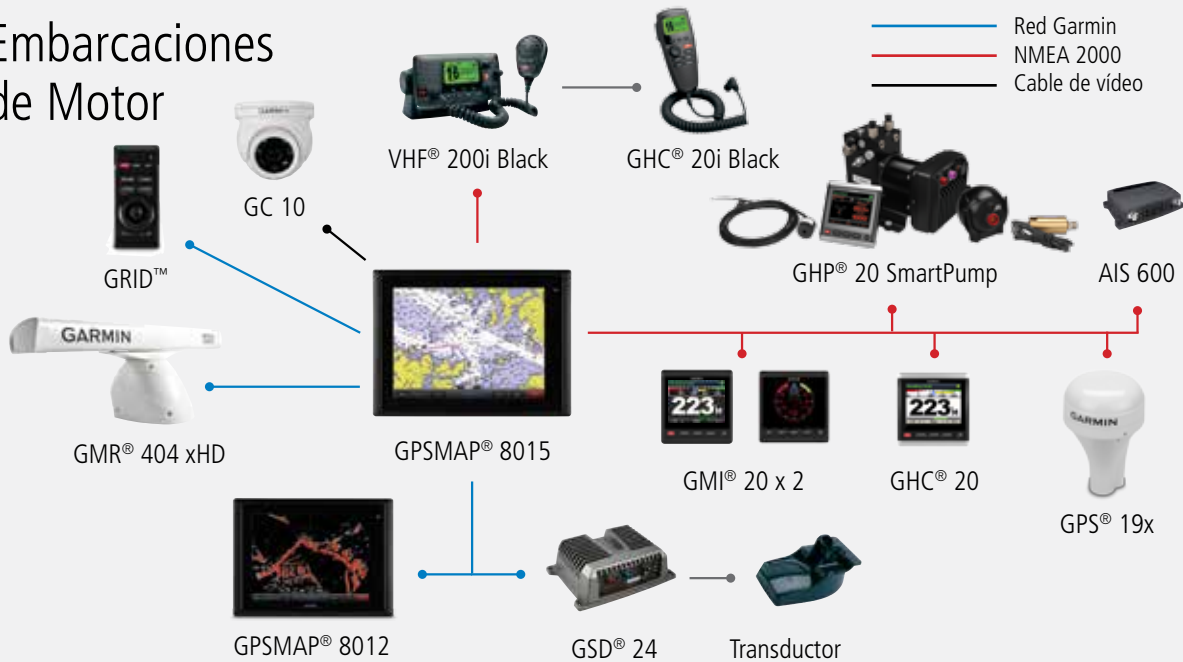 Embarcaciones
de Motor
Red Garmin
NMEA 2000
Cable de vídeo
GARMIN
GC 10
VHF® 200i Black
GHC® 20i Black
GRID™
GHP® 20 SmartPump
AIS 600
GARMIN
GMR® 404 xHD
GPSMAP® 8015
223
GMI® 20 x 2
223
GHC® 20
GARMIN
GPS® 19x
GPSMAP® 8012
GSD® 24
Transductor